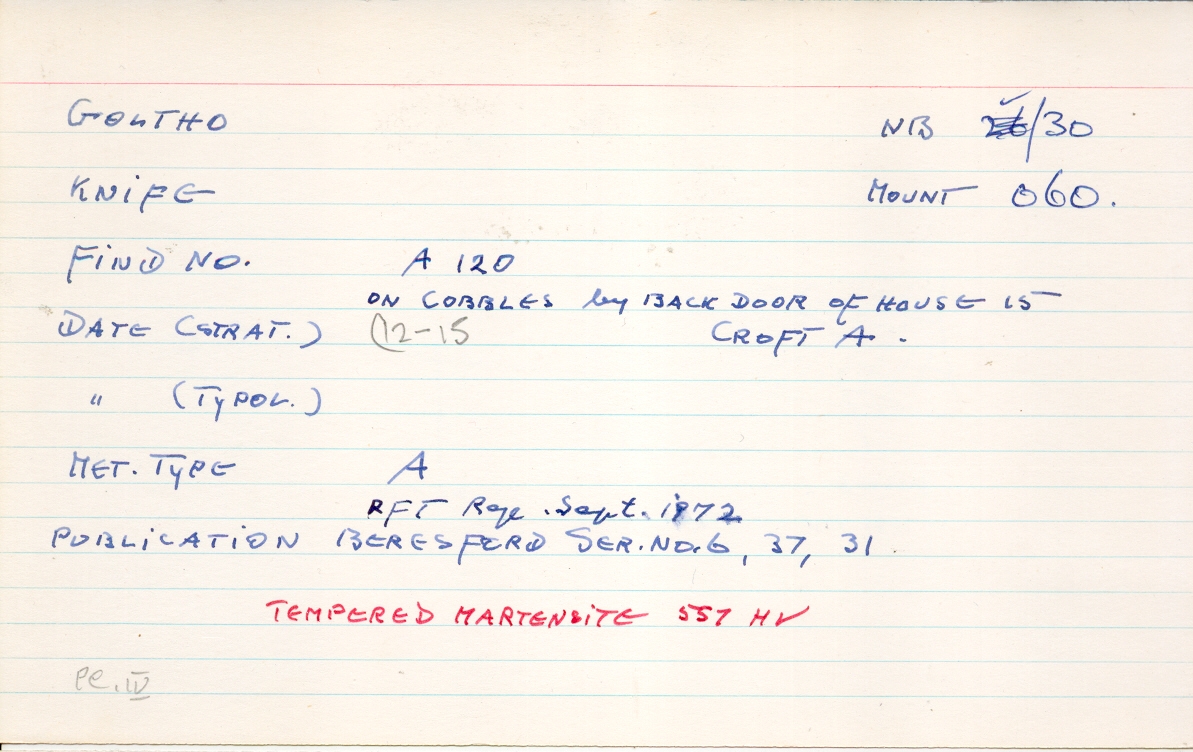 GOLTHO NB /30
KNIFE MOUNT 060.
FIND NO. A 120
ON COBBLES by BACK DOOR OF HOUSE 15
DATE (STRAT.) (12-15 CROFT A.
" (TYPOL.)
MET. TYPE A
RFT Rep. Sept. 1972
PUBLICATION BERESFORD SER. NO. 6, 37, 31.
TEMPERED MARTENSITE 557 HV
PL. IV